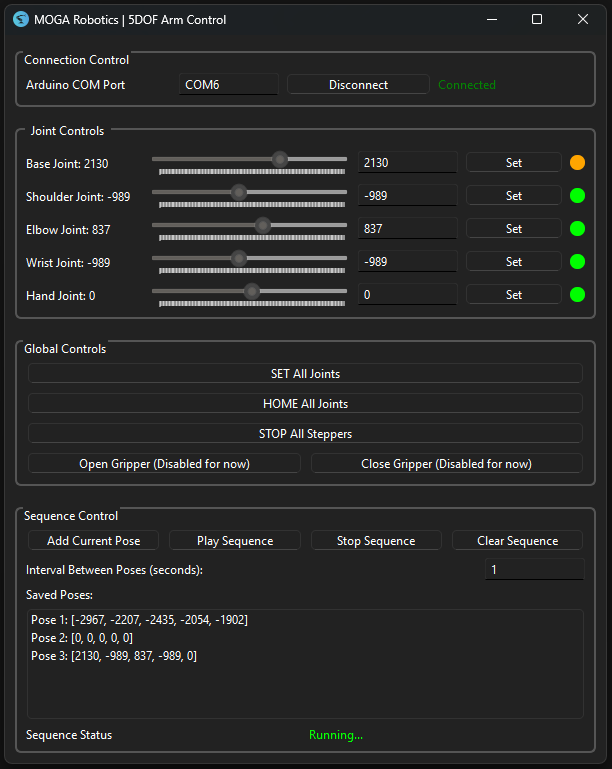 MOGA Robotics | 5DOF Arm Control
Connection Control
Arduino COM Port COM6 Disconnect Connected
Joint Controls
Base Joint: 2130 2130 Set
Shoulder Joint: -989 -989 Set
Elbow Joint: 837 837 Set
Wrist Joint: -989 -989 Set
Hand Joint: 0 0 Set
Global Controls
SET All Joints
HOME All Joints
STOP All Steppers
Open Gripper (Disabled for now) Close Gripper (Disabled for now)
Sequence Control
Add Current Pose Play Sequence Stop Sequence Clear Sequence
Interval Between Poses (seconds): 1
Saved Poses:
Pose 1: [-2967, -2207, -2435, -2054, -1902]
Pose 2: [0, 0, 0, 0, 0]
Pose 3: [2130, -989, 837, -989, 0]
Sequence Status Running...